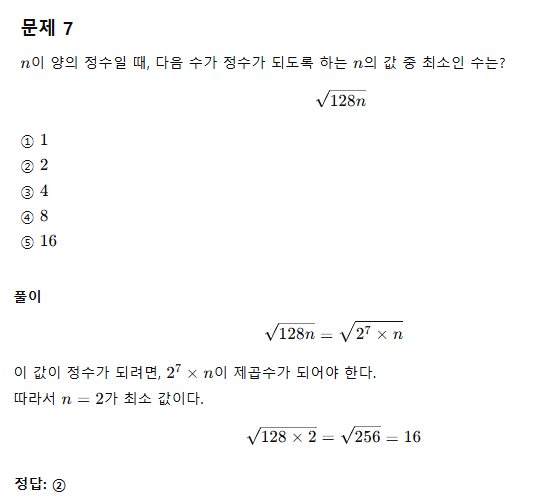 문제 7
n이 양의 정수일 때, 다음 수가 정수가 되도록 하는 n의 값 중 최소인 수는?
√128n
① 1
② 2
③ 4
④ 8
⑤ 16
풀이
√128n = √2⁷ × n
이 값이 정수가 되려면, 2⁷ × n이 제곱수가 되어야 한다.
따라서 n = 2가 최소 값이다.
√128 × 2 = √256 = 16
정답: ②